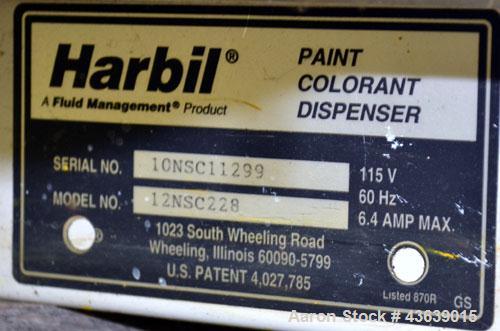 Harbil®
A Fluid Management® Product
PAINT
COLORANT
DISPENSER
SERIAL NO. 10NSC11299
MODEL NO. 12NSC228
115 V
60 Hz
6.4 AMP MAX.
1023 South Wheeling Road
Wheeling, Illinois 60090-5799
U.S. PATENT 4,027,785
®
Listed 870R
GS
Aaron Stock # 43639015